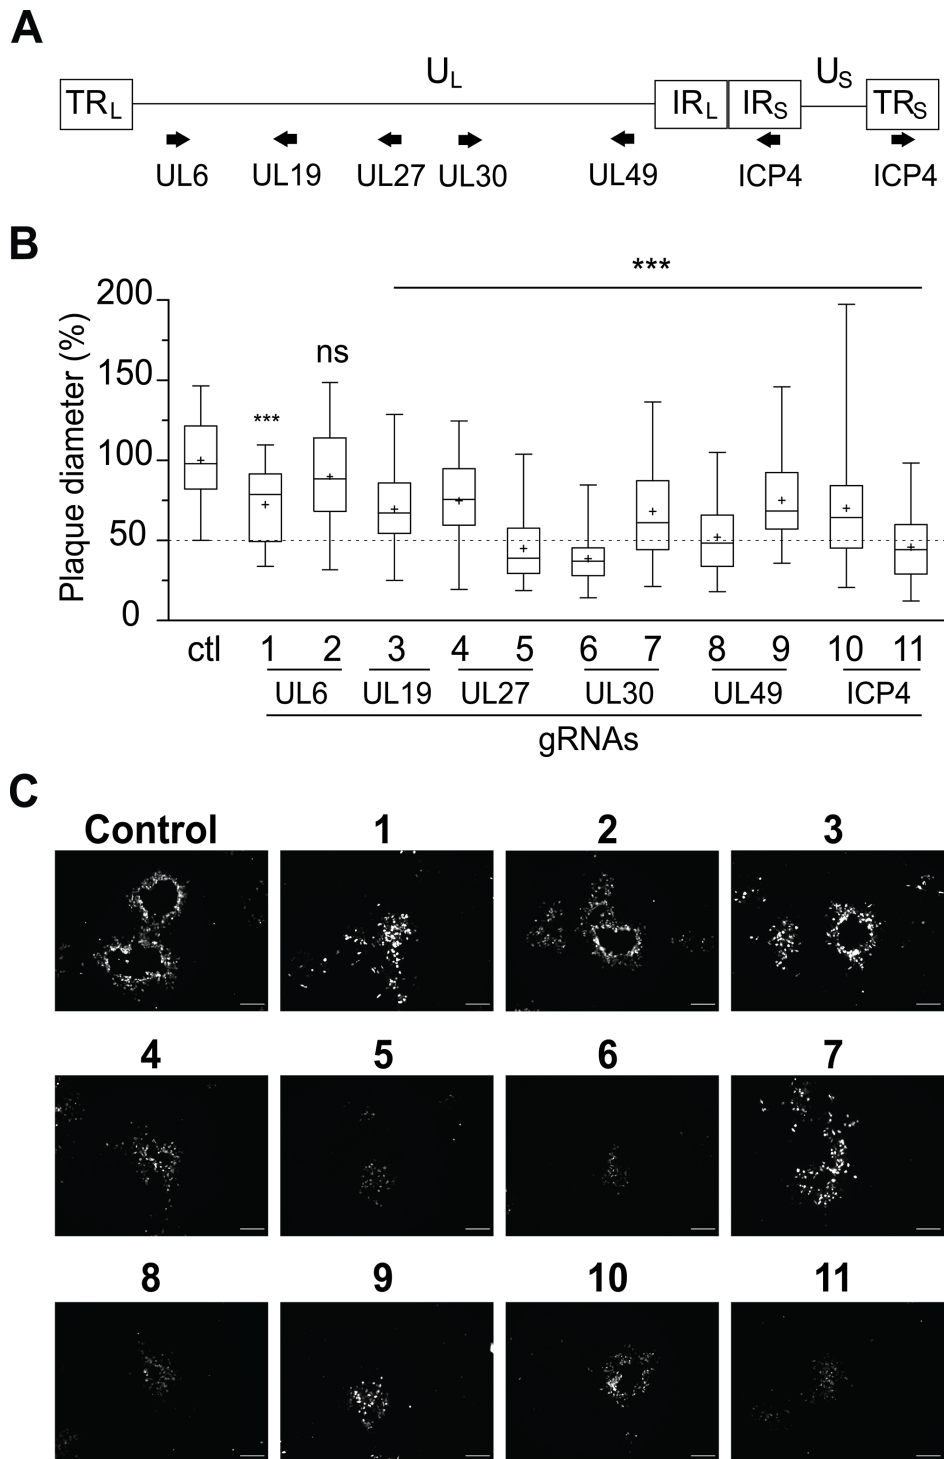 A
TRL UL IRL IRS US TRS
UL6 UL19 UL27 UL30 UL49 ICP4 ICP4
B
***
200
150
100
50
0
Plaque diameter (%)
*** ns
ctl 1 2 3 4 5 6 7 8 9 10 11
UL6 UL19 UL27 UL30 UL49 ICP4
gRNAs
C
Control 1 2 3
4 5 6 7
8 9 10 11